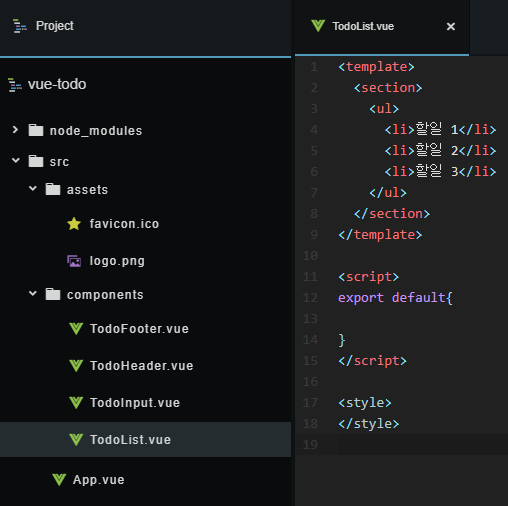 Project
vue-todo
node_modules
src
assets
favicon.ico
logo.png
components
TodoFooter.vue
TodoHeader.vue
TodoInput.vue
TodoList.vue
App.vue
TodoList.vue ×
1 <template>
2 <section>
3 <ul>
4 <li>할일 1</li>
5 <li>할일 2</li>
6 <li>할일 3</li>
7 </ul>
8 </section>
9 </template>
10
11 <script>
12 export default{
13
14 }
15 </script>
16
17 <style>
18 </style>
19